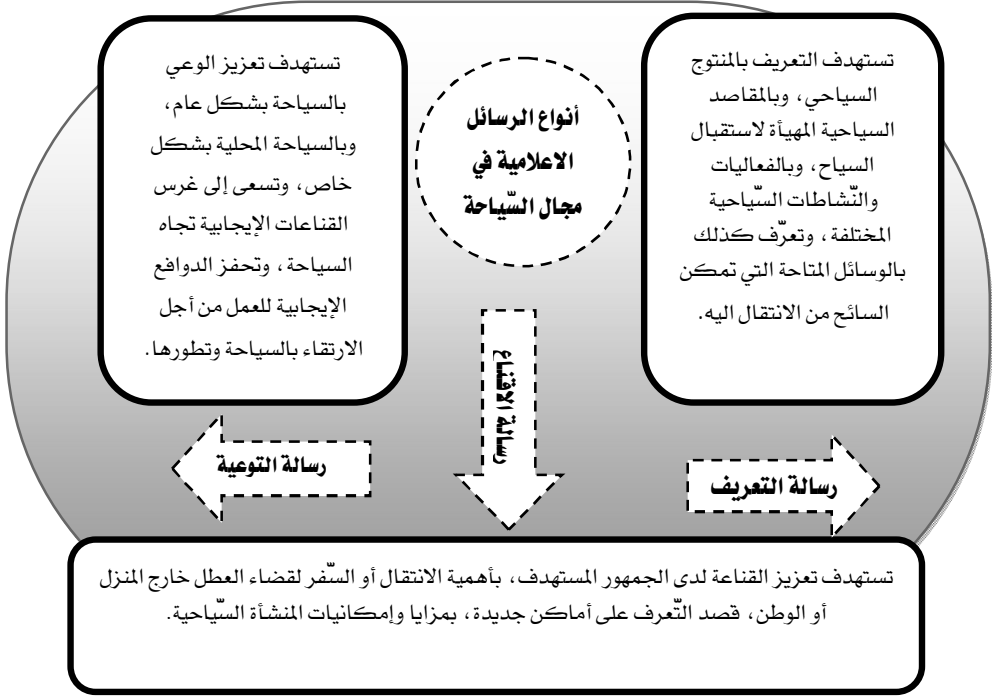 أنواع الرسائل
الاعلامية في
مجال السّياحة
تستهدف التعريف بالمنتوج
السياحي، وبالمقاصد
السياحية المهيأة لاستقبال
السياح، وبالفعاليات
والنّشاطات السّياحية
المختلفة، وتعرّف كذلك
بالوسائل المتاحة التي تمكن
السائح من الانتقال اليه.
رسالة التعريف
تستهدف تعزيز الوعي
بالسياحة بشكل عام،
وبالسياحة المحلية بشكل
خاص، وتسعى إلى غرس
القناعات الإيجابية تجاه
السياحة، وتحفز الدوافع
الإيجابية للعمل من أجل
الارتقاء بالسياحة وتطورها.
رسالة التوعية
رسالة الاقناع
تستهدف تعزيز القناعة لدى الجمهور المستهدف، بأهمية الانتقال أو السّفر لقضاء العطل خارج المنزل
أو الوطن، قصد التّعرف على أماكن جديدة، بمزايا وإمكانيات المنشأة السّياحية.